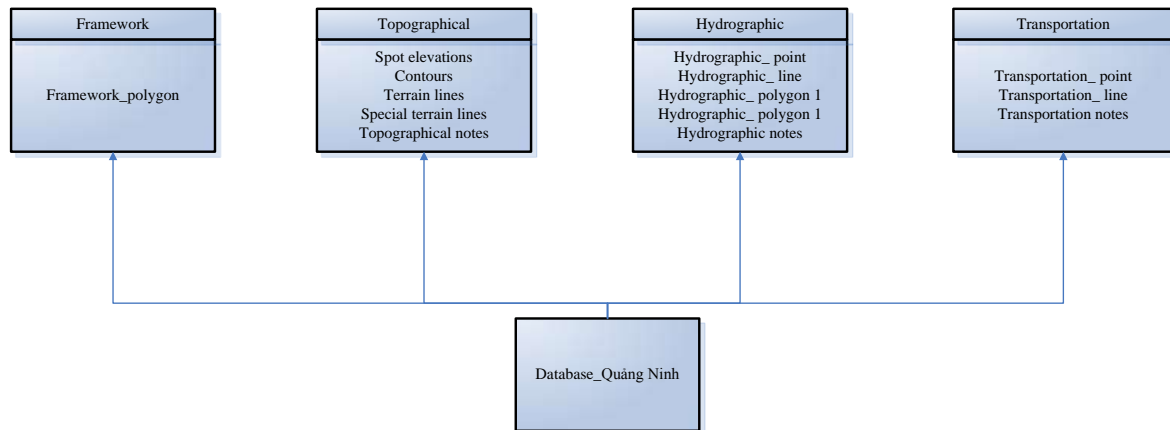 Framework
Framework_polygon
Topographical
Spot elevations
Contours
Terrain lines
Special terrain lines
Topographical notes
Hydrographic
Hydrographic_ point
Hydrographic_ line
Hydrographic_ polygon 1
Hydrographic_ polygon 1
Hydrographic notes
Transportation
Transportation_ point
Transportation_ line
Transportation notes
Database_Quảng Ninh